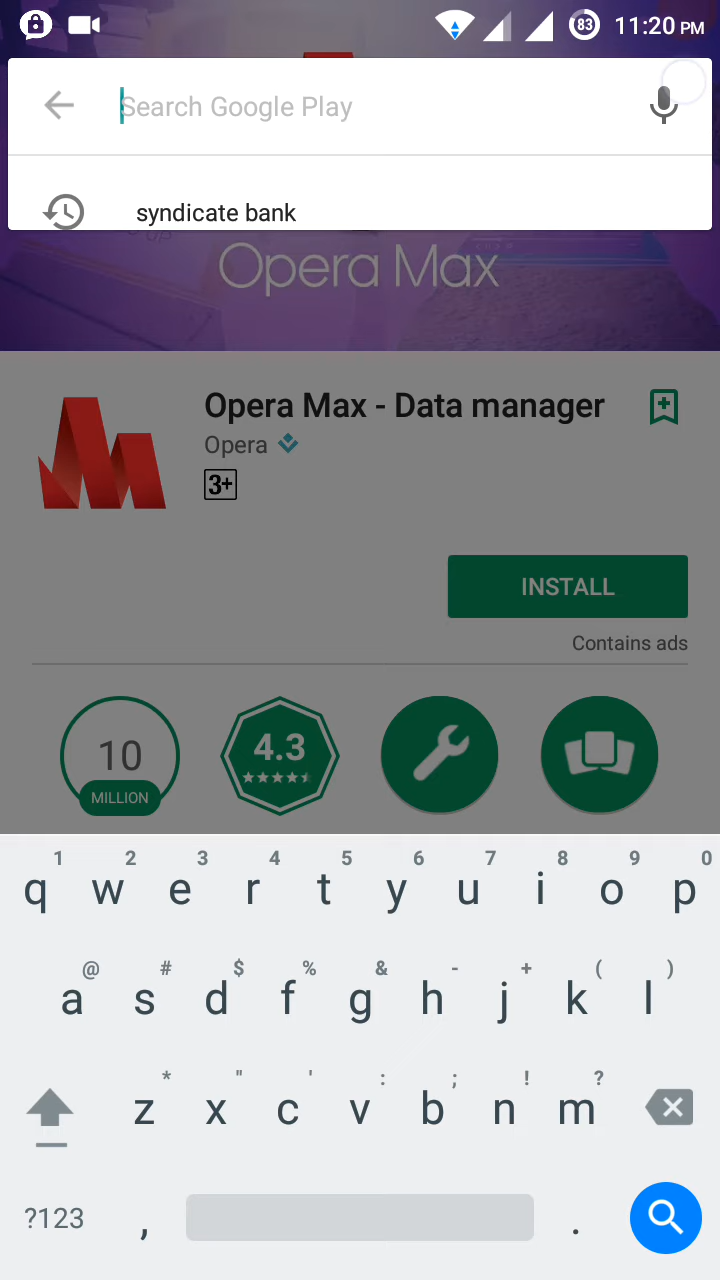 83 11:20 PM
Search Google Play
syndicate bank
Opera Max
Opera Max - Data manager
Opera
3+
INSTALL
Contains ads
10 MILLION
4.3
1 2 3 4 5 6 7 8 9 0
q w e r t y u i o p
@ # $ % & - + ( )
a s d f g h j k l
* " ' : ; ! ?
z x c v b n m
?123 , .